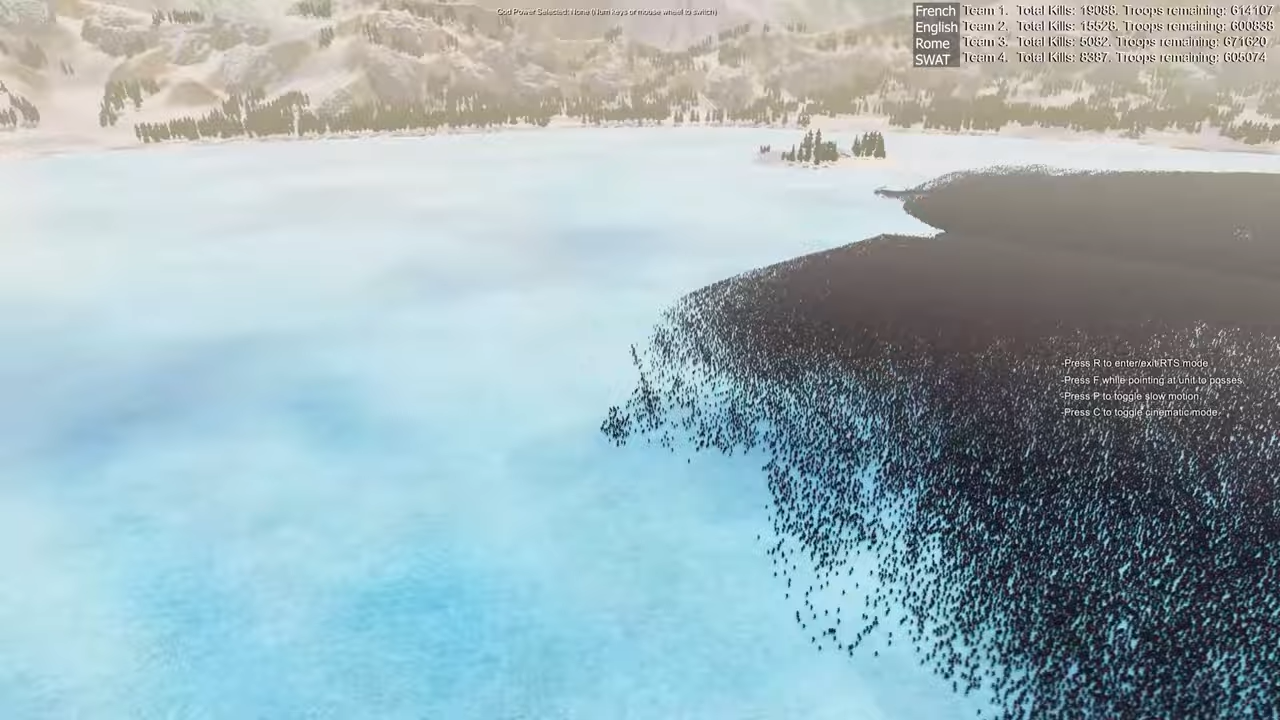 God Power Selected: None (Num keys or mouse wheel to switch)
French Team 1. Total Kills: 19088. Troops remaining: 614107
English Team 2. Total Kills: 15528. Troops remaining: 600838
Rome Team 3. Total Kills: 5062. Troops remaining: 671620
SWAT Team 4. Total Kills: 8387. Troops remaining: 605074
Press R to enter/exit RTS mode
Press F while pointing at unit to posses
Press P to toggle slow motion
Press C to toggle cinematic mode